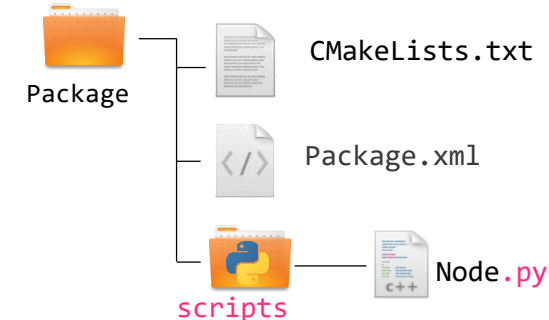 CMakeLists.txt
Package
Package.xml
</>
Node.py
c++
scripts